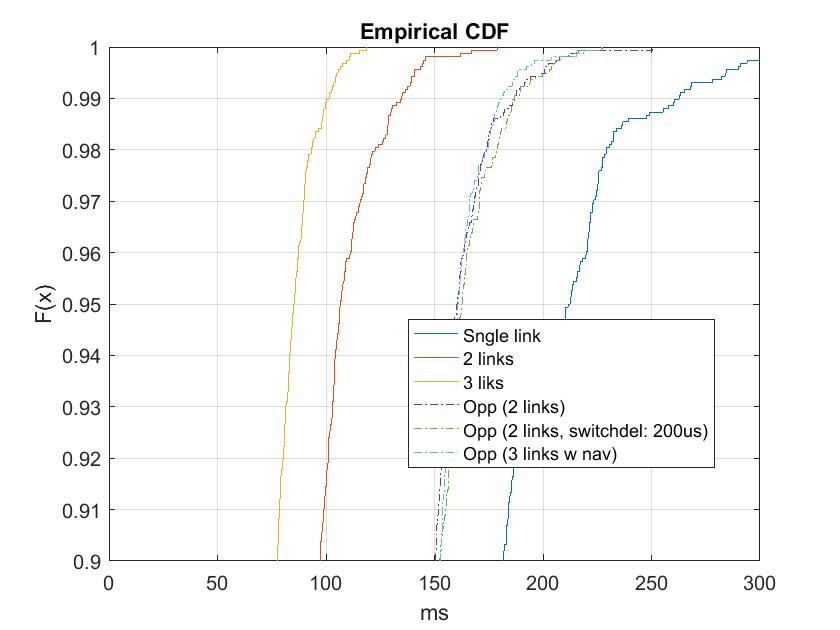 Empirical CDF
1
0.99
0.98
0.97
0.96
0.95
0.94
0.93
0.92
0.91
0.9
F(x)
Sngle link
2 links
3 liks
Opp (2 links)
Opp (2 links, switchdel: 200us)
Opp (3 links w nav)
0 50 100 150 200 250 300
ms